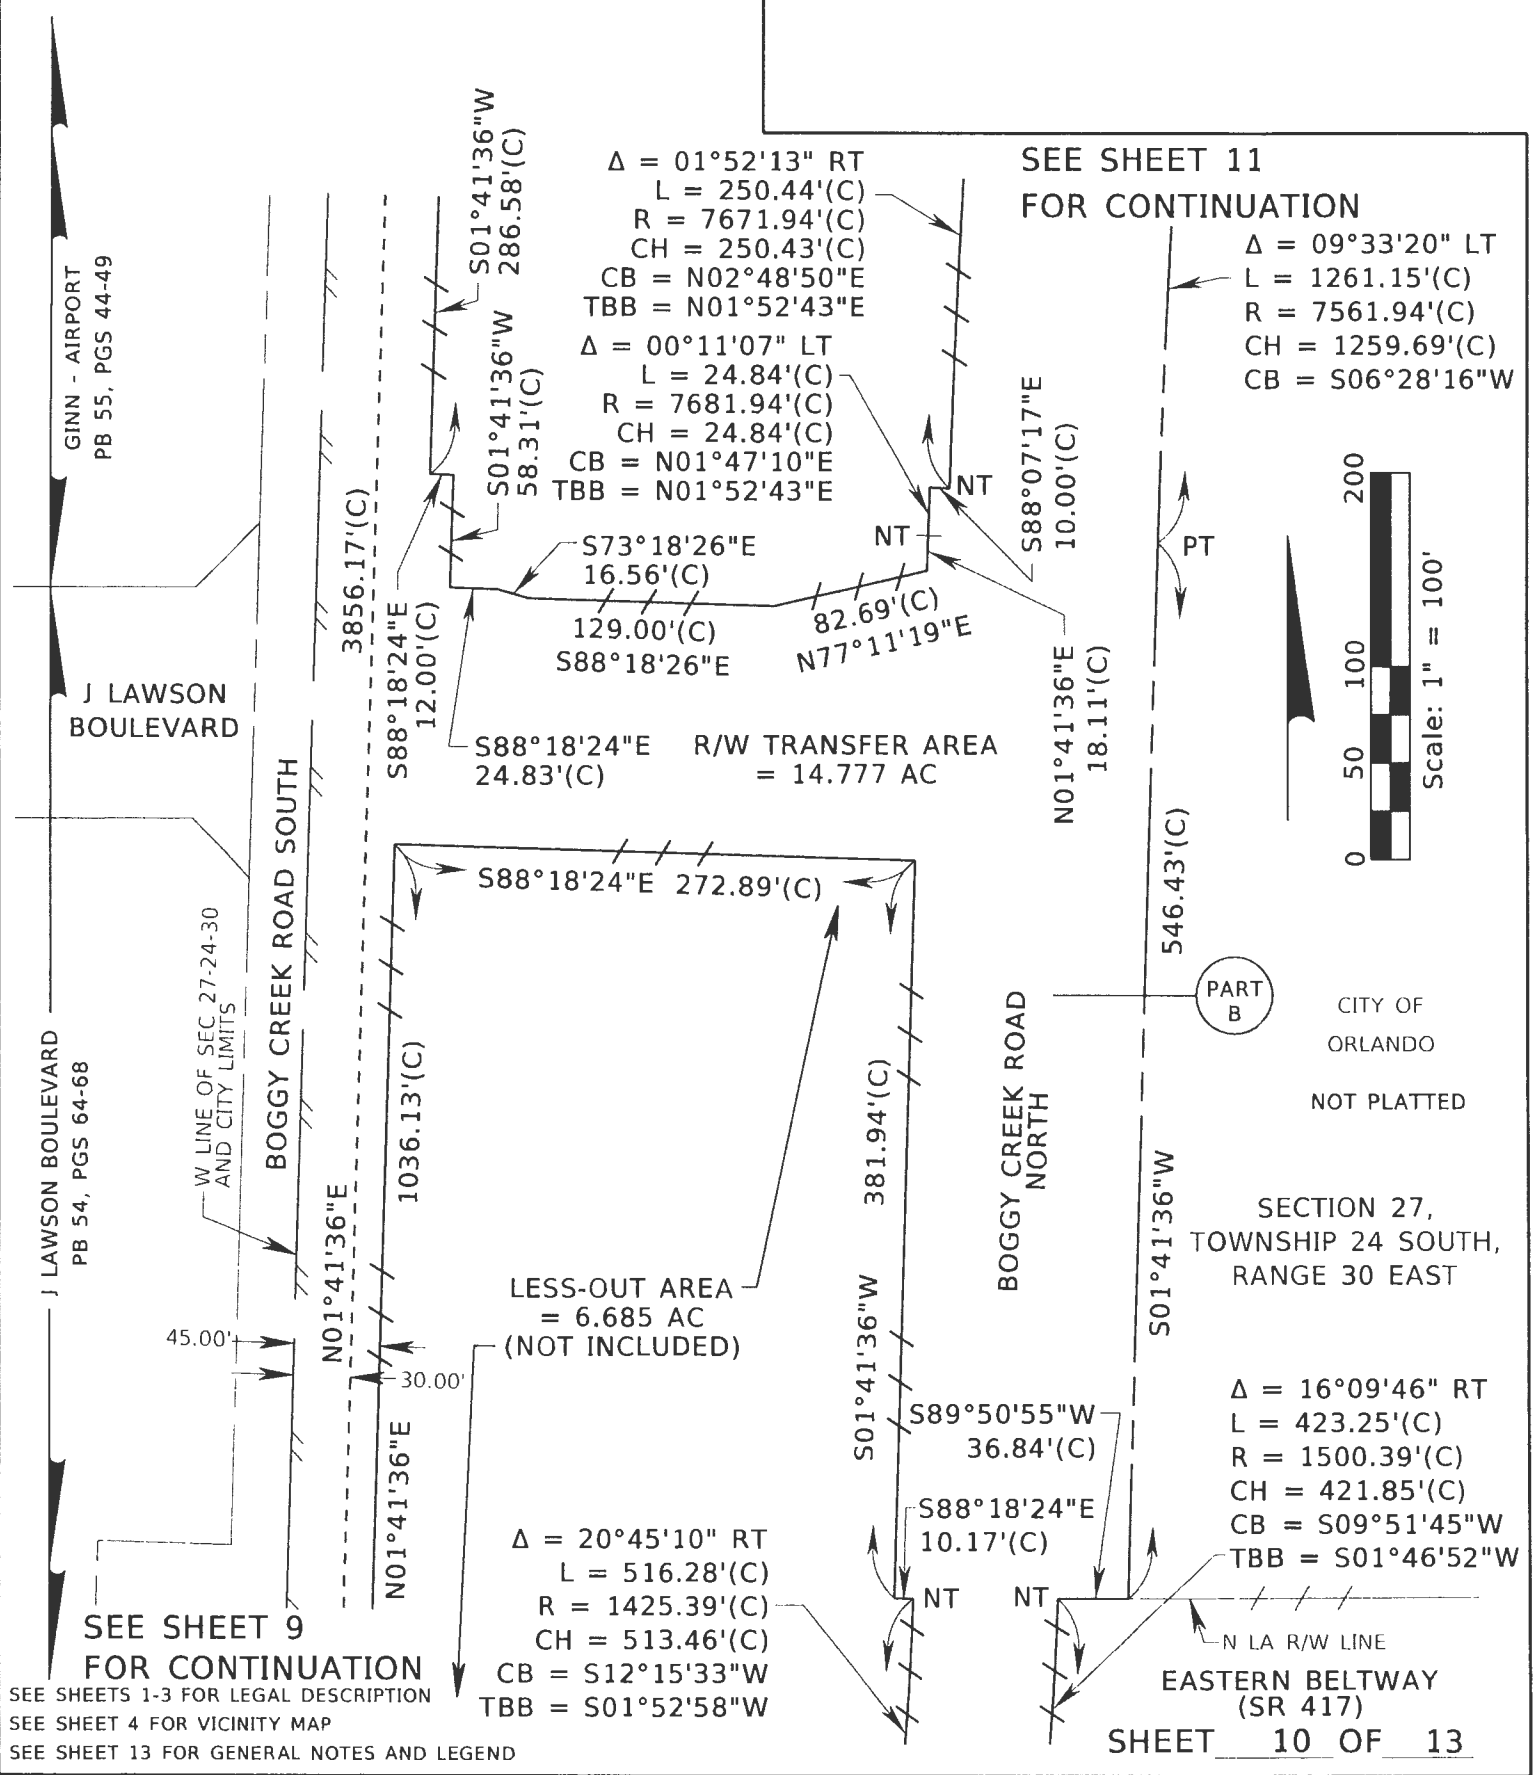 SEE SHEET 11
FOR CONTINUATION
S01°41'36"W
286.58'(C)
Δ = 01°52'13" RT
L = 250.44'(C)
R = 7671.94'(C)
CH = 250.43'(C)
CB = N02°48'50"E
TBB = N01°52'43"E
Δ = 09°33'20" LT
L = 1261.15'(C)
R = 7561.94'(C)
CH = 1259.69'(C)
CB = S06°28'16"W
GINN - AIRPORT
PB 55, PGS 44-49
S01°41'36"W
58.31'(C)
Δ = 00°11'07" LT
L = 24.84'(C)
R = 7681.94'(C)
CH = 24.84'(C)
CB = N01°47'10"E
TBB = N01°52'43"E
S88°07'17"E
10.00'(C)
NT
NT
PT
3856.17'(C)
S88°18'24"E
12.00'(C)
S73°18'26"E
16.56'(C)
129.00'(C)
S88°18'26"E
82.69'(C)
N77°11'19"E
N01°41'36"E
18.11'(C)
0
50
100
200
Scale: 1" = 100'
J LAWSON
BOULEVARD
S88°18'24"E
24.83'(C)
R/W TRANSFER AREA
= 14.777 AC
S88°18'24"E 272.89'(C)
546.43'(C)
PART
B
CITY OF
ORLANDO
NOT PLATTED
W LINE OF SEC 27-24-30
AND CITY LIMITS
BOGGY CREEK ROAD SOUTH
J LAWSON BOULEVARD
PB 54, PGS 64-68
1036.13'(C)
N01°41'36"E
381.94'(C)
S01°41'36"W
BOGGY CREEK ROAD
NORTH
S01°41'36"W
SECTION 27,
TOWNSHIP 24 SOUTH,
RANGE 30 EAST
LESS-OUT AREA
= 6.685 AC
(NOT INCLUDED)
45.00'
30.00'
N01°41'36"E
S89°50'55"W
36.84'(C)
S88°18'24"E
10.17'(C)
Δ = 16°09'46" RT
L = 423.25'(C)
R = 1500.39'(C)
CH = 421.85'(C)
CB = S09°51'45"W
TBB = S01°46'52"W
Δ = 20°45'10" RT
L = 516.28'(C)
R = 1425.39'(C)
CH = 513.46'(C)
CB = S12°15'33"W
TBB = S01°52'58"W
NT
NT
N LA R/W LINE
EASTERN BELTWAY
(SR 417)
SEE SHEET 9
FOR CONTINUATION
SEE SHEETS 1-3 FOR LEGAL DESCRIPTION
SEE SHEET 4 FOR VICINITY MAP
SEE SHEET 13 FOR GENERAL NOTES AND LEGEND
SHEET 10 OF 13